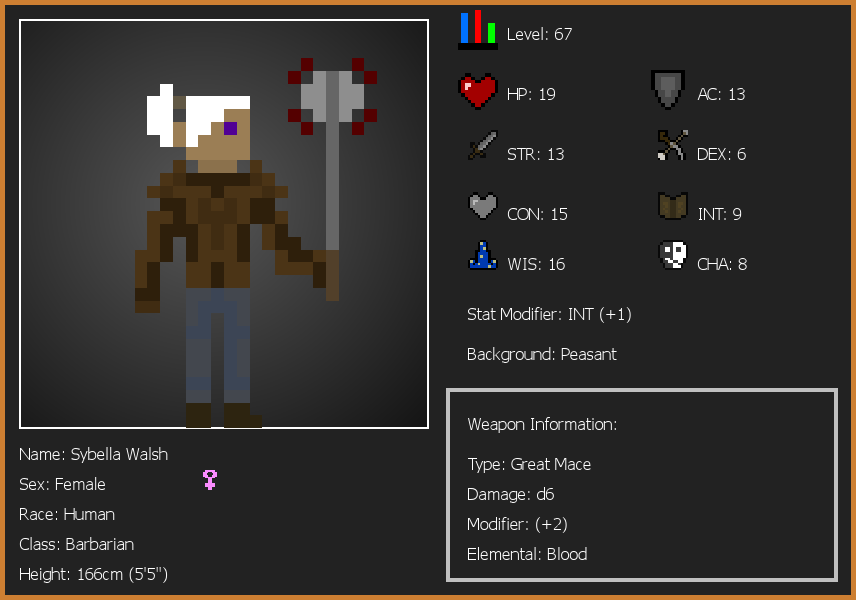 Level: 67
HP: 19
AC: 13
STR: 13
DEX: 6
CON: 15
INT: 9
WIS: 16
CHA: 8
Stat Modifier: INT (+1)
Background: Peasant
Weapon Information:
Type: Great Mace
Damage: d6
Modifier: (+2)
Elemental: Blood
Name: Sybella Walsh
Sex: Female
Race: Human
Class: Barbarian
Height: 166cm (5'5")